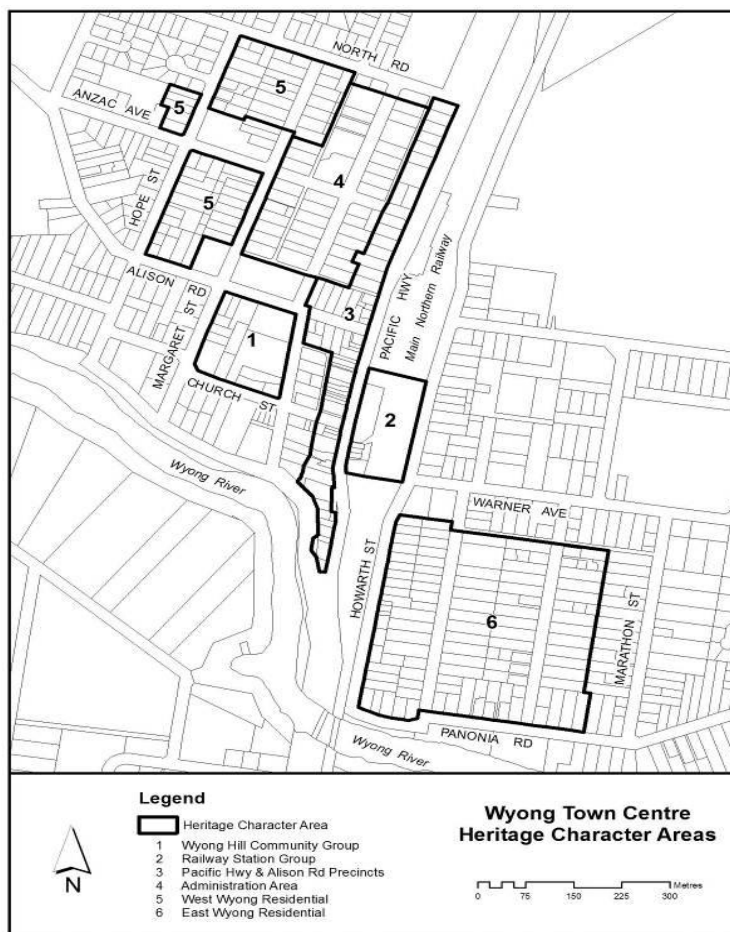 NORTH RD
5
ANZAC AVE
5
4
5
HOPE ST
ALISON RD
PACIFIC HWY
Main Northern Railway
3
MARGARET ST
1
CHURCH ST
2
Wyong River
WARNER AVE
HOWARTH ST
6
MARATHON ST
PANONIA RD
Wyong River
Legend
Heritage Character Area
1 Wyong Hill Community Group
2 Railway Station Group
3 Pacific Hwy & Alison Rd Precincts
4 Administration Area
5 West Wyong Residential
6 East Wyong Residential
N
Wyong Town Centre
Heritage Character Areas
Metres
0 75 150 225 300